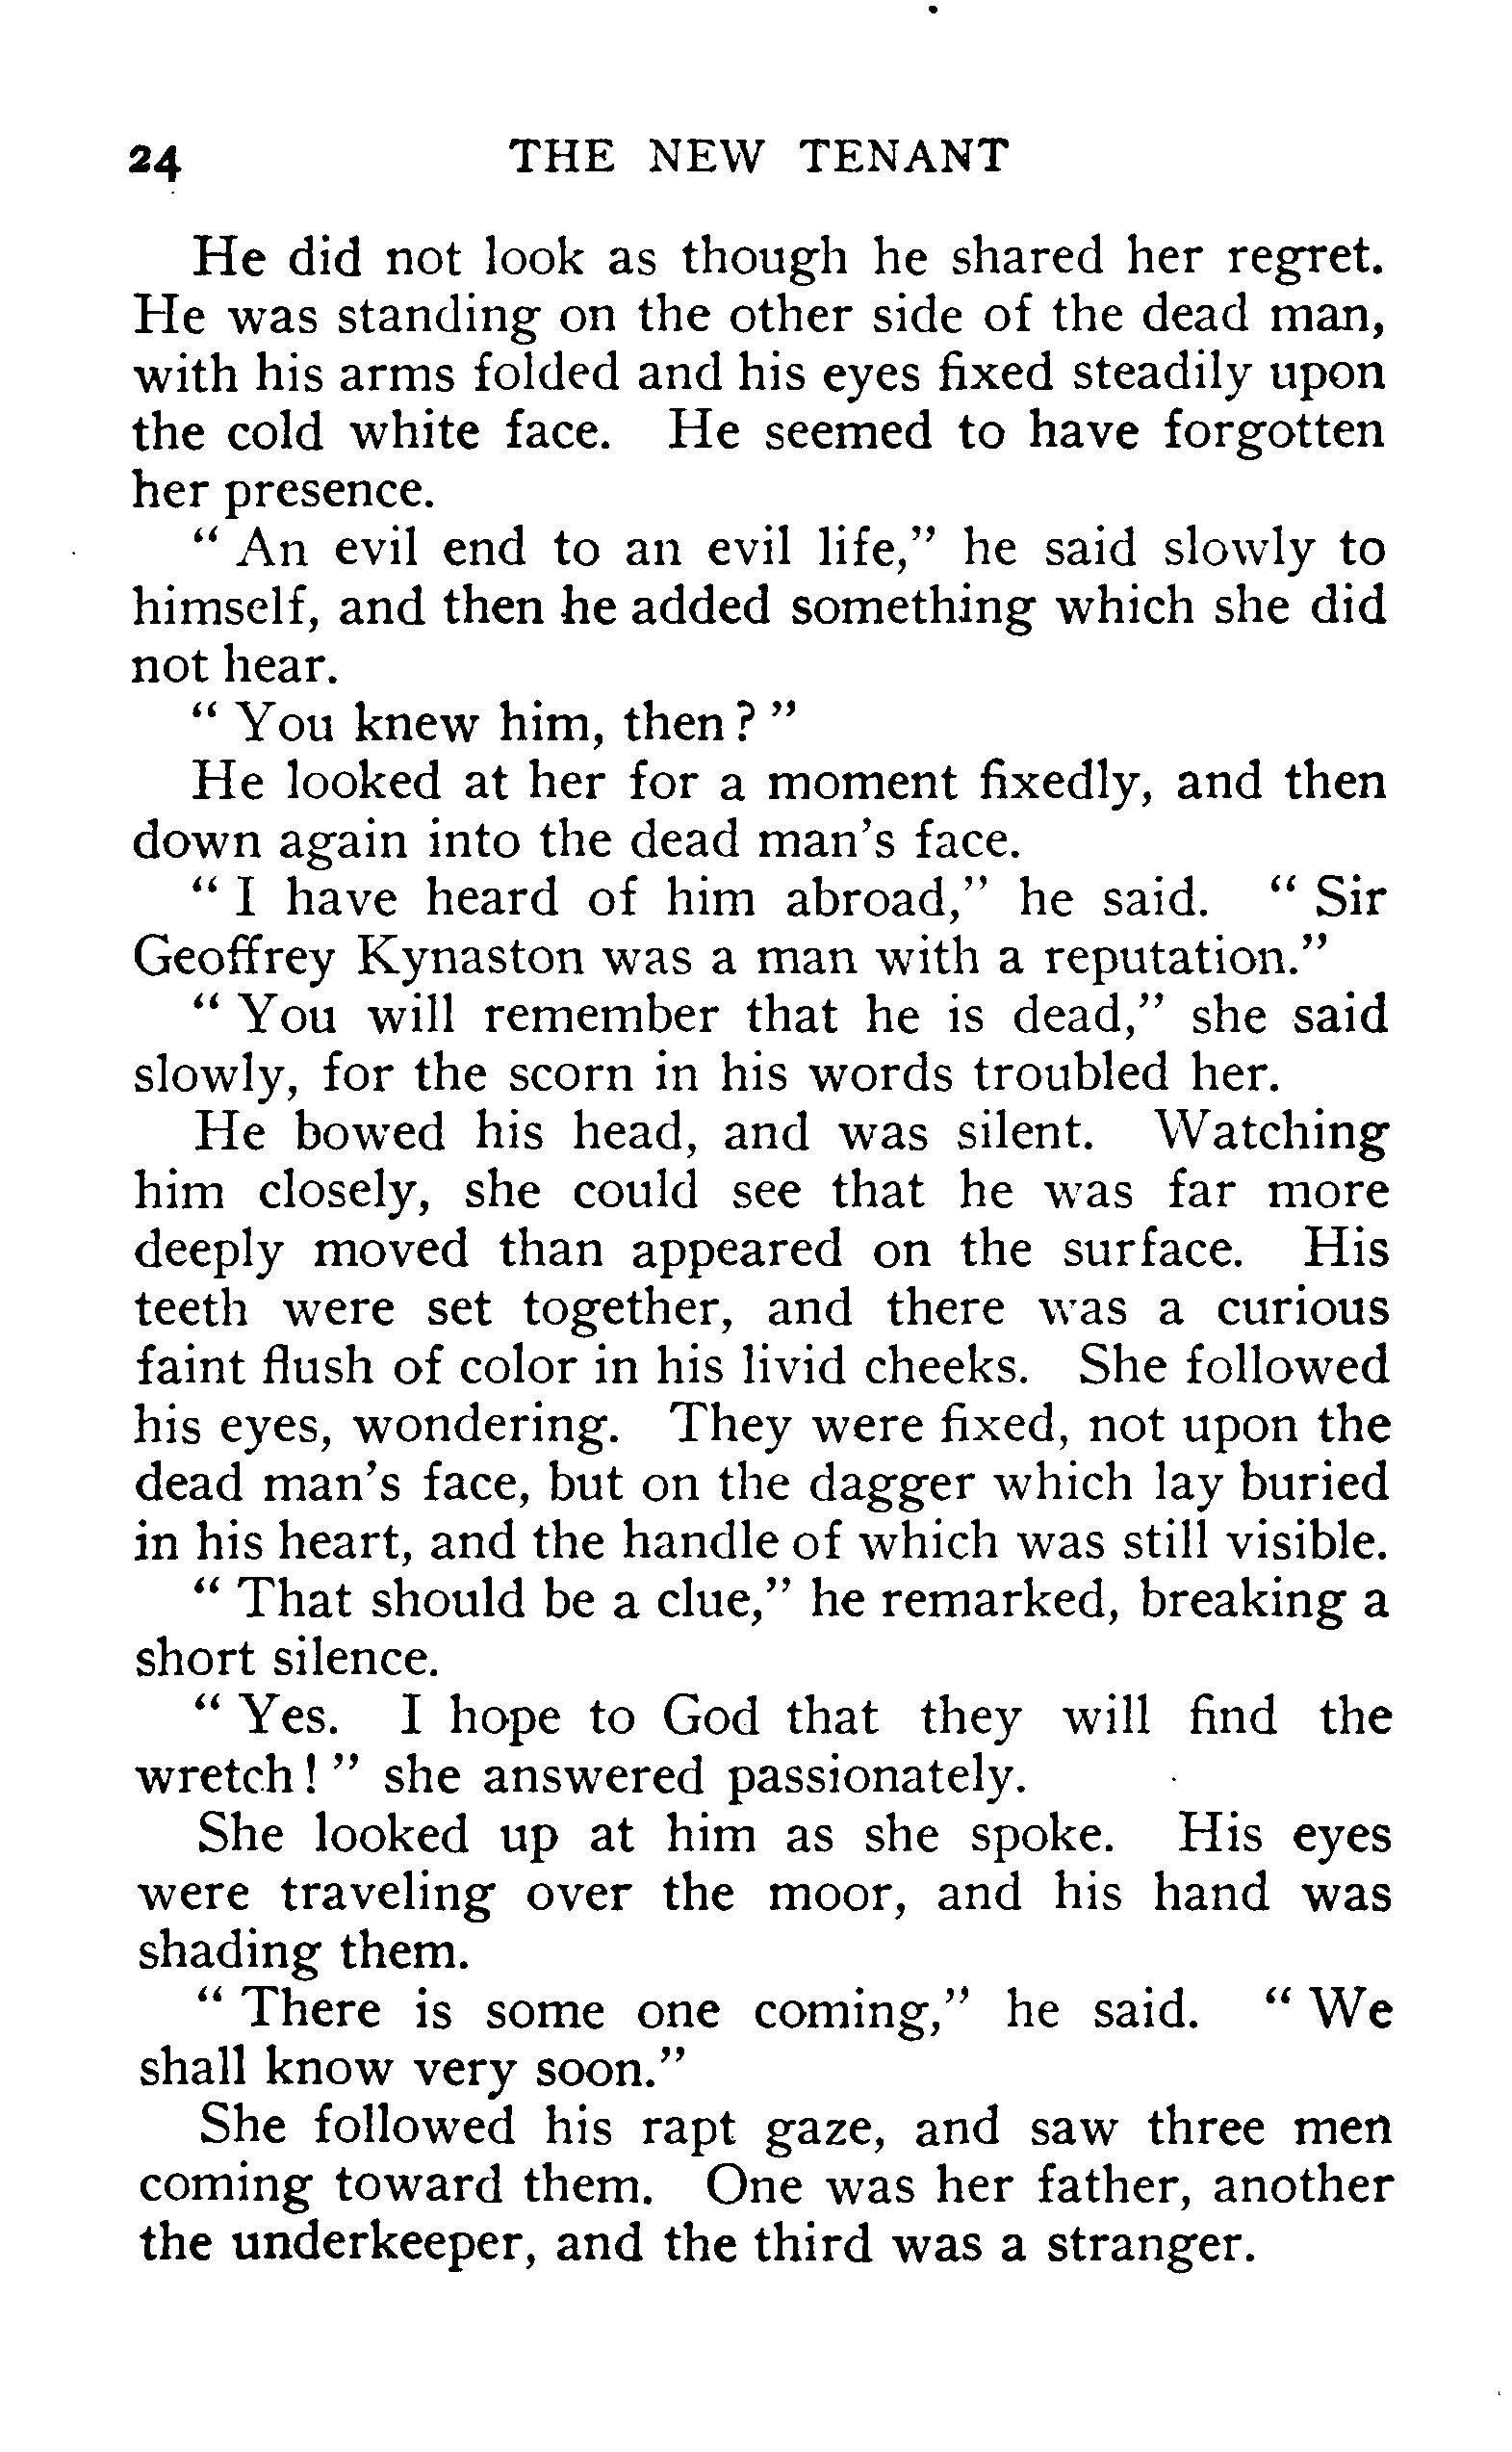 24 THE NEW TENANT
He did not look as though he shared her regret.
He was standing on the other side of the dead man,
with his arms folded and his eyes fixed steadily upon
the cold white face. He seemed to have forgotten
her presence.
" An evil end to an evil life," he said slowly to
himself, and then he added something which she did
not hear.
" You knew him, then ? "
He looked at her for a moment fixedly, and then
down again into the dead man's face.
" I have heard of him abroad," he said. " Sir
Geoffrey Kynaston was a man with a reputation."
" You will remember that he is dead," she said
slowly, for the scorn in his words troubled her.
He bowed his head, and was silent. Watching
him closely, she could see that he was far more
deeply moved than appeared on the surface. His
teeth were set together, and there was a curious
faint flush of color in his livid cheeks. She followed
his eyes, wondering. They were fixed, not upon the
dead man's face, but on the dagger which lay buried
in his heart, and the handle of which was still visible.
" That should be a clue," he remarked, breaking a
short silence.
" Yes. I hope to God that they will find the
wretch ! " she answered passionately.
She looked up at him as she spoke. His eyes
were traveling over the moor, and his hand was
shading them.
" There is some one coming," he said. " We
shall know very soon."
She followed his rapt gaze, and saw three men
coming toward them. One was her father, another
the underkeeper, and the third was a stranger.